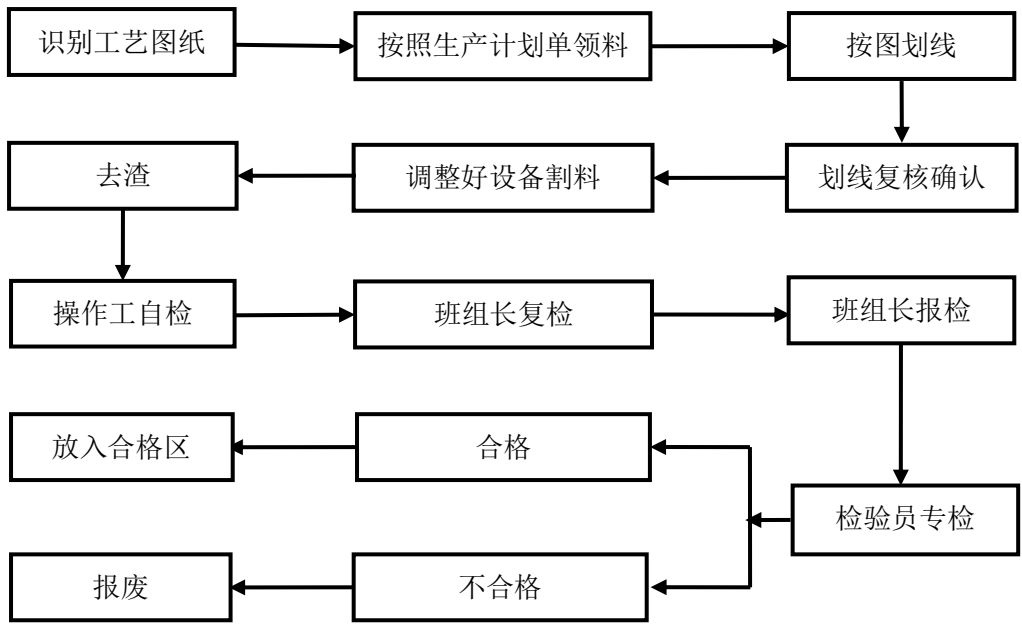 识别工艺图纸
按照生产计划单领料
按图划线
划线复核确认
调整好设备割料
去渣
操作工自检
班组长复检
班组长报检
检验员专检
合格
放入合格区
不合格
报废